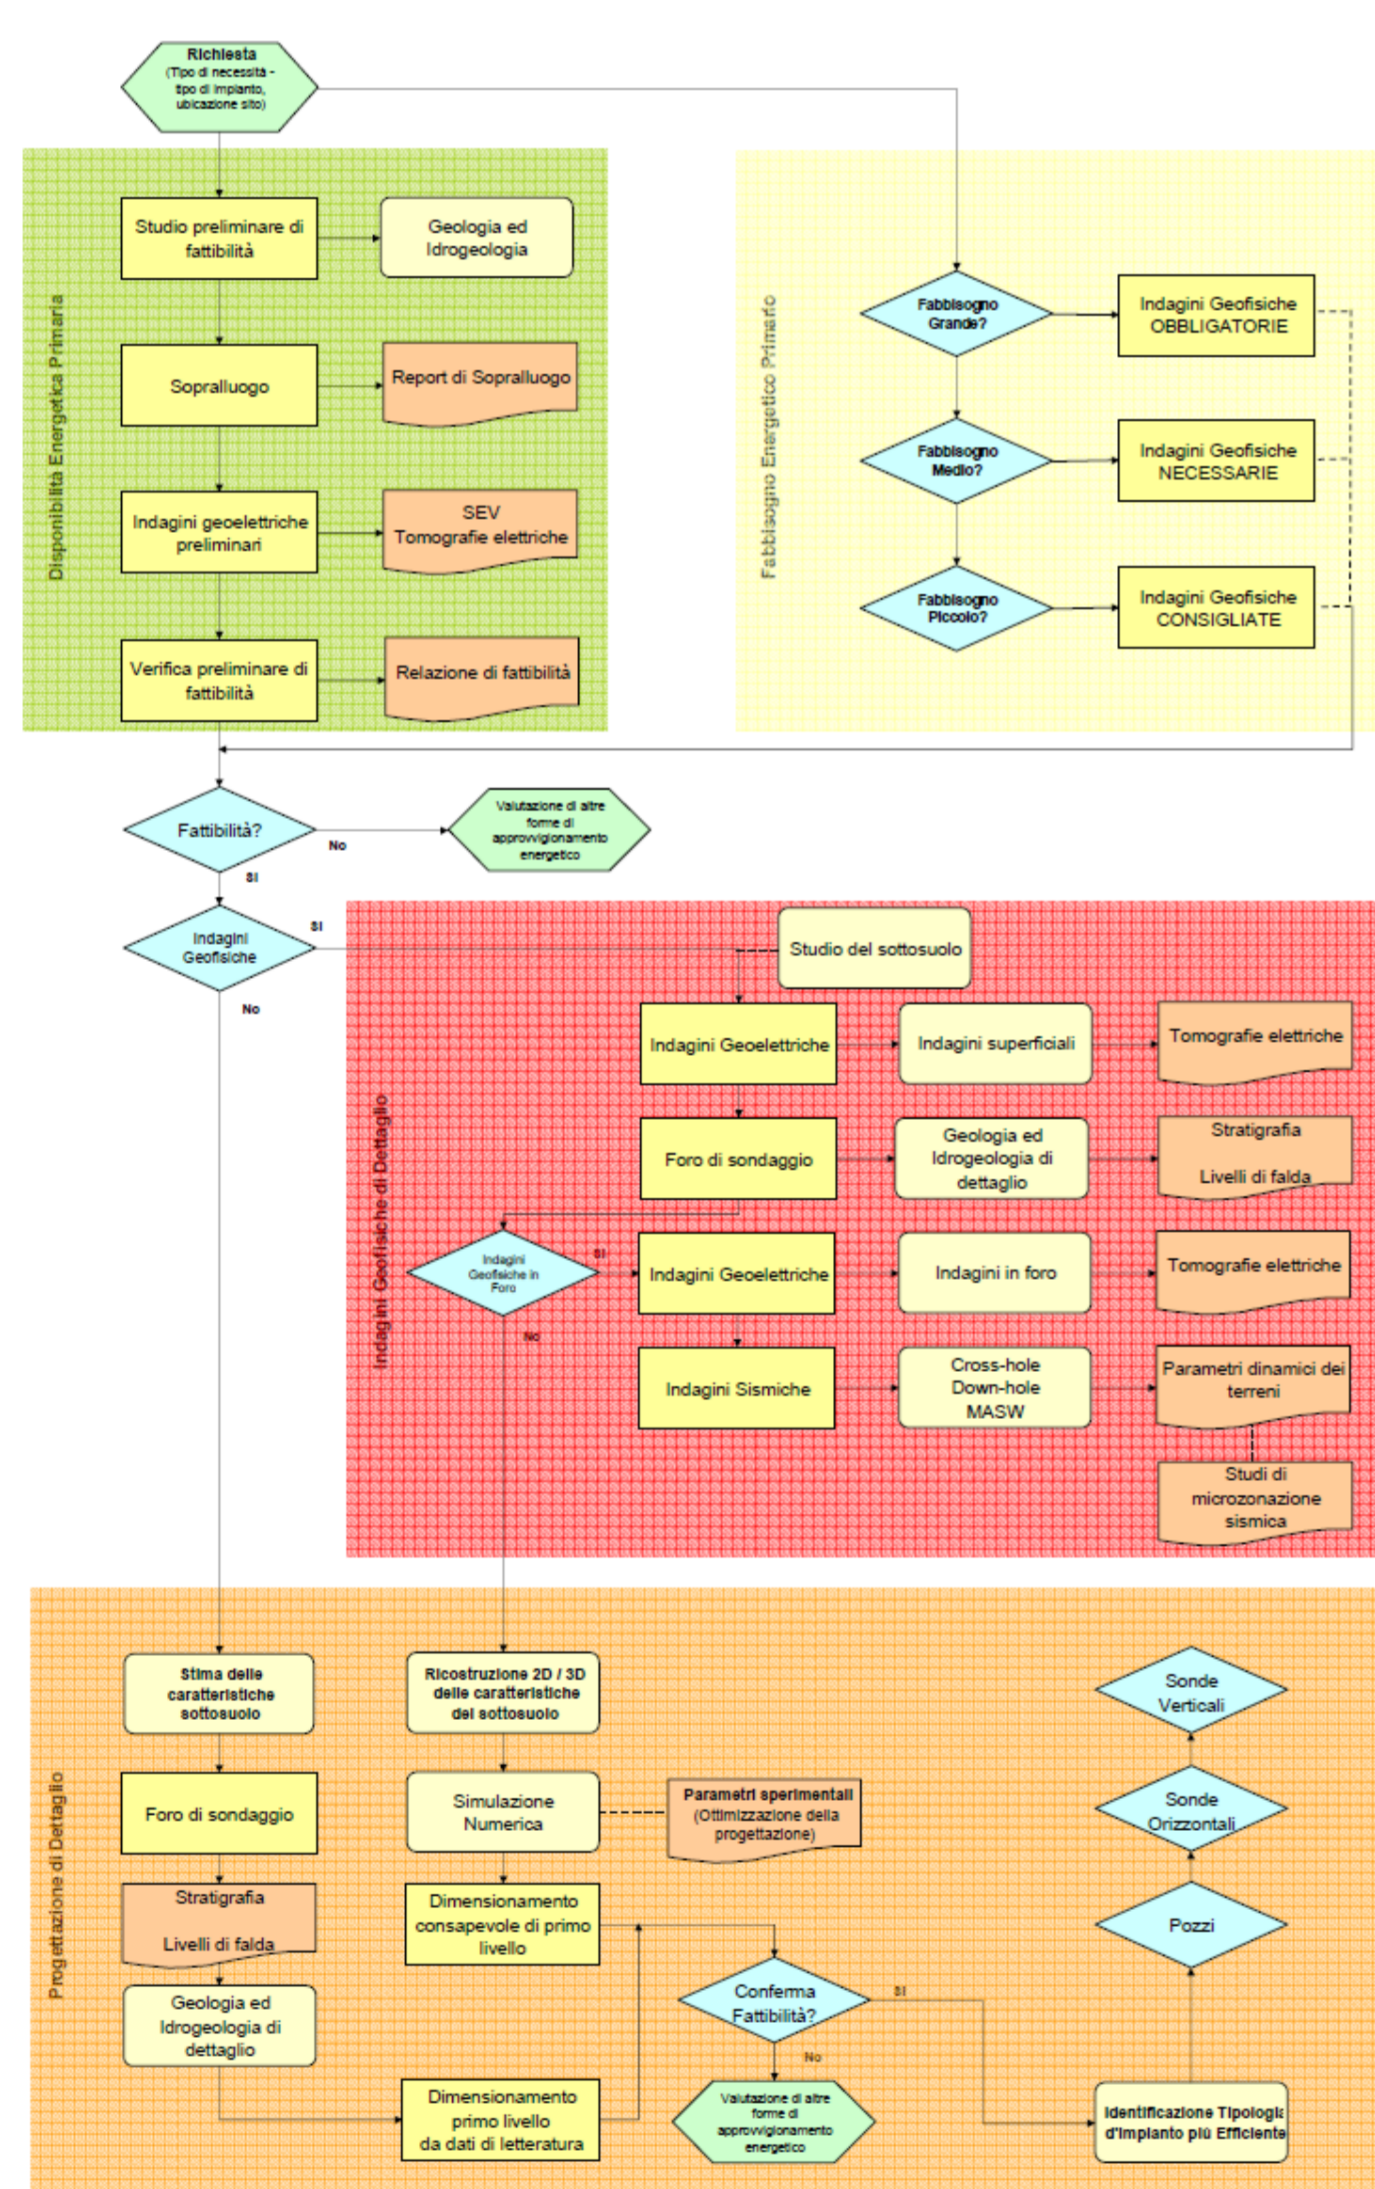 Richiesta
(Tipo di necessità -
tipo di impianto,
ubicazione sito)
Disponibilità Energetica Primaria
Studio preliminare di
fattibilità
Geologia ed
Idrogeologia
Sopralluogo
Report di Sopralluogo
Indagini geoelettriche
preliminari
SEV
Tomografie elettriche
Verifica preliminare di
fattibilità
Relazione di fattibilità
Fabbisogno Energetico Primario
Fabbisogno
Grande?
Indagini Geofisiche
OBBLIGATORIE
Fabbisogno
Medio?
Indagini Geofisiche
NECESSARIE
Fabbisogno
Piccolo?
Indagini Geofisiche
CONSIGLIATE
Fattibilità?
No
Valutazione di altre
forme di
approvvigionamento
energetico
SI
Indagini
Geofisiche
SI
No
Indagini Geofisiche di Dettaglio
Studio del sottosuolo
Indagini Geoelettriche
Indagini superficiali
Tomografie elettriche
Foro di sondaggio
Geologia ed
Idrogeologia di
dettaglio
Stratigrafia
Livelli di falda
Indagini
Geofisiche in
Foro
SI
No
Indagini Geoelettriche
Indagini in foro
Tomografie elettriche
Indagini Sismiche
Cross-hole
Down-hole
MASW
Parametri dinamici dei
terreni
Studi di
microzonazione
sismica
Progettazione di Dettaglio
Stima delle
caratteristiche
sottosuolo
Foro di sondaggio
Stratigrafia
Livelli di falda
Geologia ed
Idrogeologia di
dettaglio
Ricostruzione 2D / 3D
delle caratteristiche
del sottosuolo
Simulazione
Numerica
Parametri sperimentali
(Ottimizzazione della
progettazione)
Dimensionamento
consapevole di primo
livello
Dimensionamento
primo livello
da dati di letteratura
Conferma
Fattibilità?
SI
No
Valutazione di altre
forme di
approvvigionamento
energetico
Sonde
Verticali
Sonde
Orizzontali
Pozzi
Identificazione Tipologia
d'Impianto più Efficiente